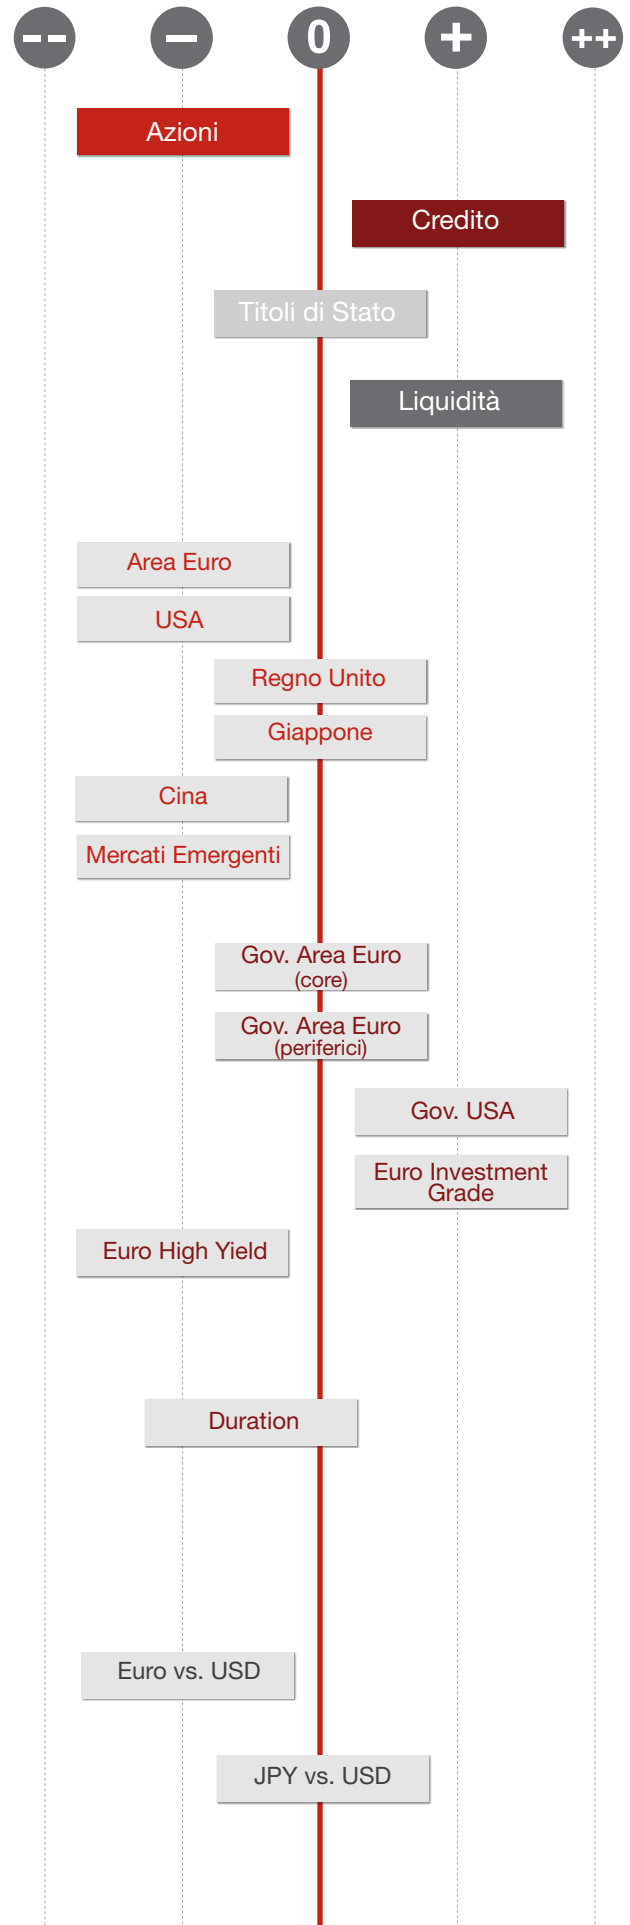 -- - 0 + ++
Azioni
Credito
Titoli di Stato
Liquidità
Area Euro
USA
Regno Unito
Giappone
Cina
Mercati Emergenti
Gov. Area Euro
(core)
Gov. Area Euro
(periferici)
Gov. USA
Euro Investment
Grade
Euro High Yield
Duration
Euro vs. USD
JPY vs. USD